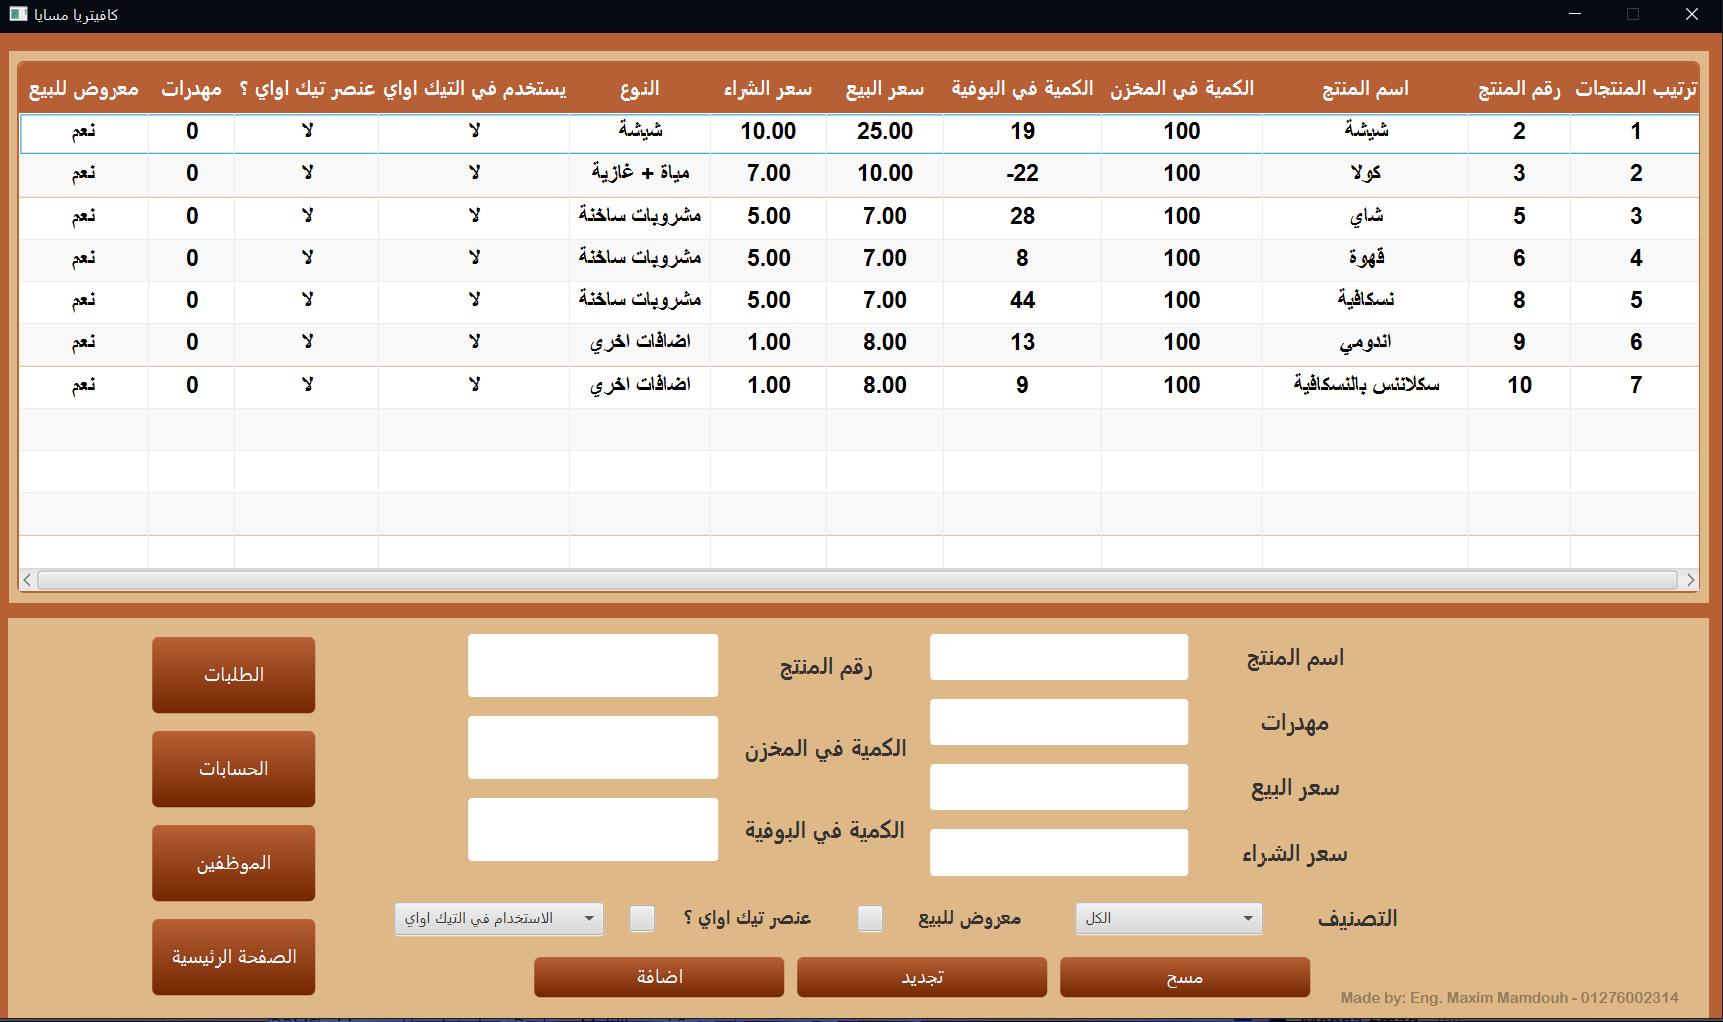 كافيتريا مسايا
ترتيب المنتجات رقم المنتج اسم المنتج الكمية في المخزن الكمية في البوفية سعر البيع سعر الشراء النوع يستخدم في التيك اواي عنصر تيك اواي ؟ مهدرات معروض للبيع
1 2 شيشة 100 19 25.00 10.00 شيشة لا لا 0 نعم
2 3 كولا 100 -22 10.00 7.00 مياة + غازية لا لا 0 نعم
3 5 شاي 100 28 7.00 5.00 مشروبات ساخنة لا لا 0 نعم
4 6 قهوة 100 8 7.00 5.00 مشروبات ساخنة لا لا 0 نعم
5 8 نسكافية 100 44 7.00 5.00 مشروبات ساخنة لا لا 0 نعم
6 9 اندومي 100 13 8.00 1.00 اضافات اخري لا لا 0 نعم
7 10 سكلاننس بالنسكافية 100 9 8.00 1.00 اضافات اخري لا لا 0 نعم
اسم المنتج
مهدرات
سعر البيع
سعر الشراء
رقم المنتج
الكمية في المخزن
الكمية في البوفية
التصنيف الكل معروض للبيع عنصر تيك اواي ؟ الاستخدام في التيك اواي
مسح تجديد اضافة
الطلبات
الحسابات
الموظفين
الصفحة الرئيسية
Made by: Eng. Maxim Mamdouh - 01276002314